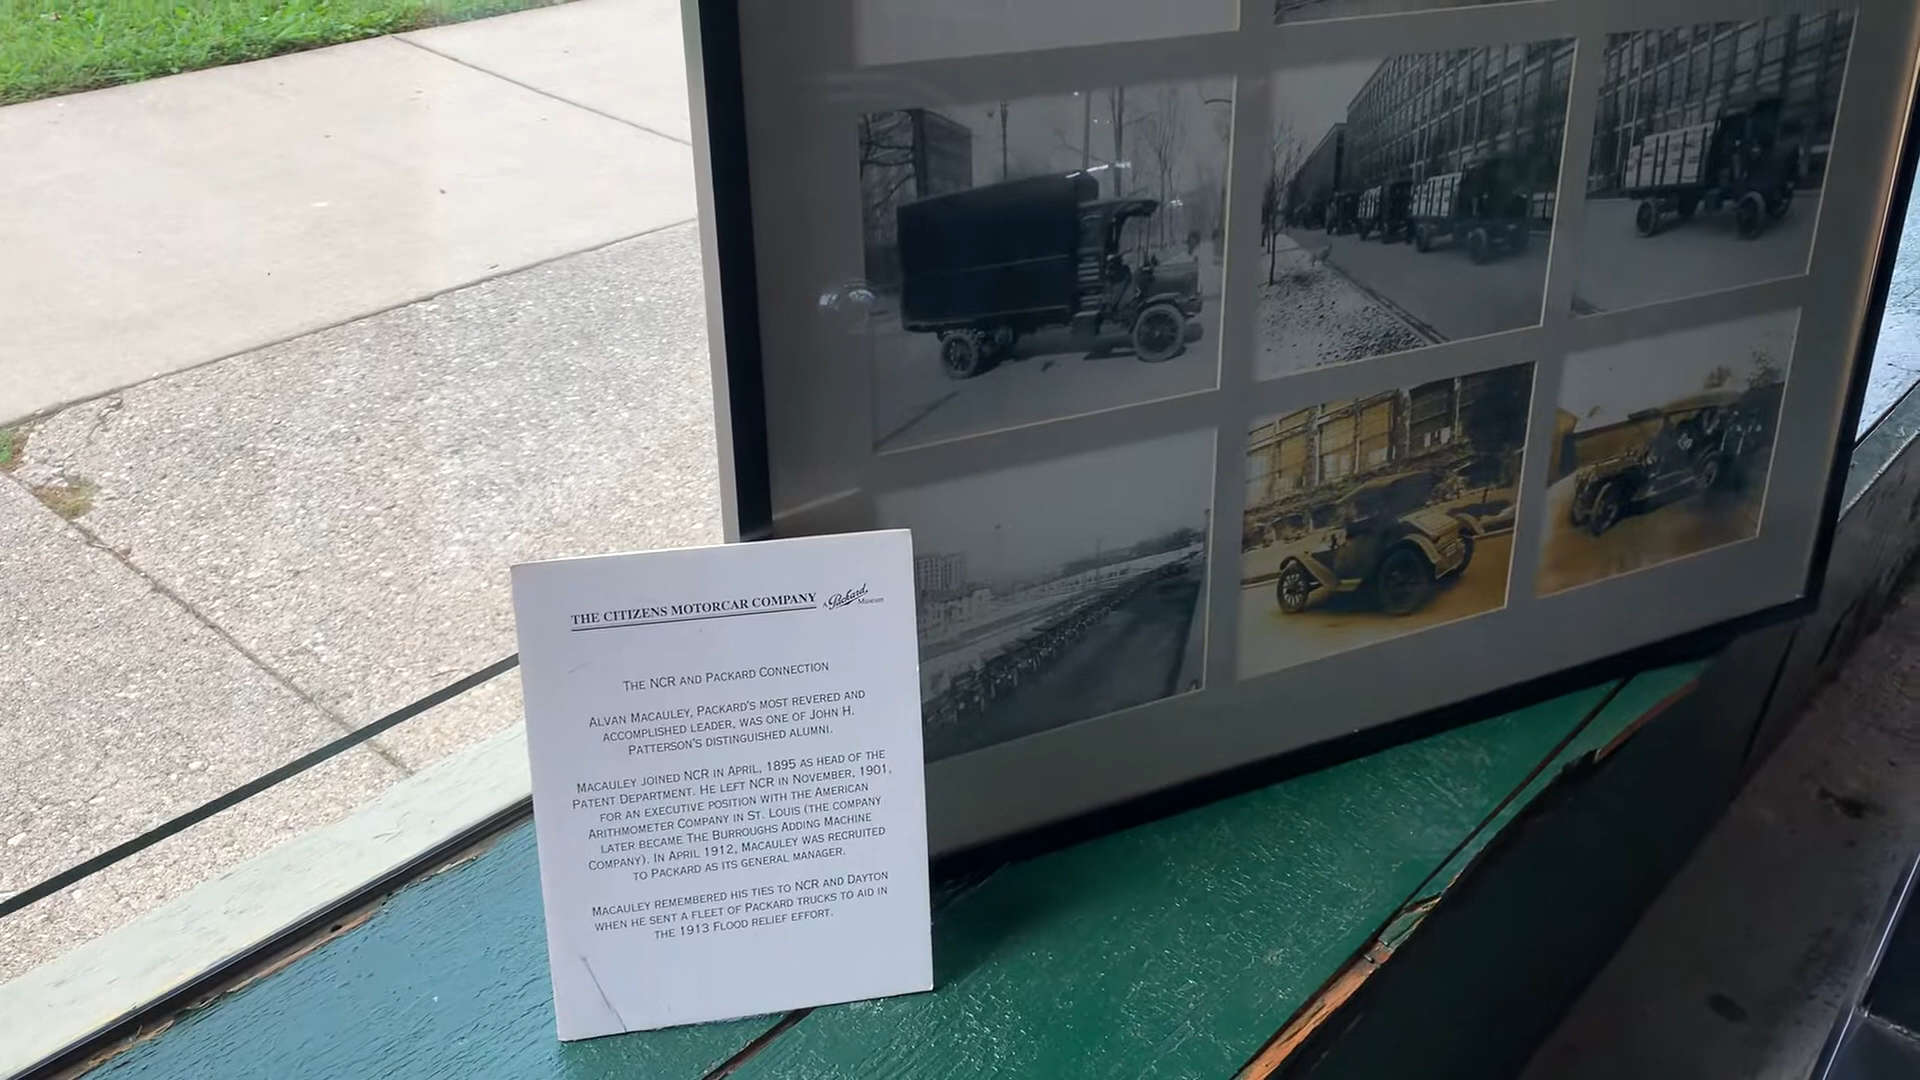 THE CITIZENS MOTORCAR COMPANY A Packard Museum
THE NCR AND PACKARD CONNECTION
ALVAN MACAULEY, PACKARD'S MOST REVERED AND
ACCOMPLISHED LEADER, WAS ONE OF JOHN H.
PATTERSON'S DISTINGUISHED ALUMNI.
MACAULEY JOINED NCR IN APRIL, 1895 AS HEAD OF THE
PATENT DEPARTMENT. HE LEFT NCR IN NOVEMBER, 1901,
FOR AN EXECUTIVE POSITION WITH THE AMERICAN
ARITHMOMETER COMPANY IN ST. LOUIS (THE COMPANY
LATER BECAME THE BURROUGHS ADDING MACHINE
COMPANY). IN APRIL 1912, MACAULEY WAS RECRUITED
TO PACKARD AS ITS GENERAL MANAGER.
MACAULEY REMEMBERED HIS TIES TO NCR AND DAYTON
WHEN HE SENT A FLEET OF PACKARD TRUCKS TO AID IN
THE 1913 FLOOD RELIEF EFFORT.